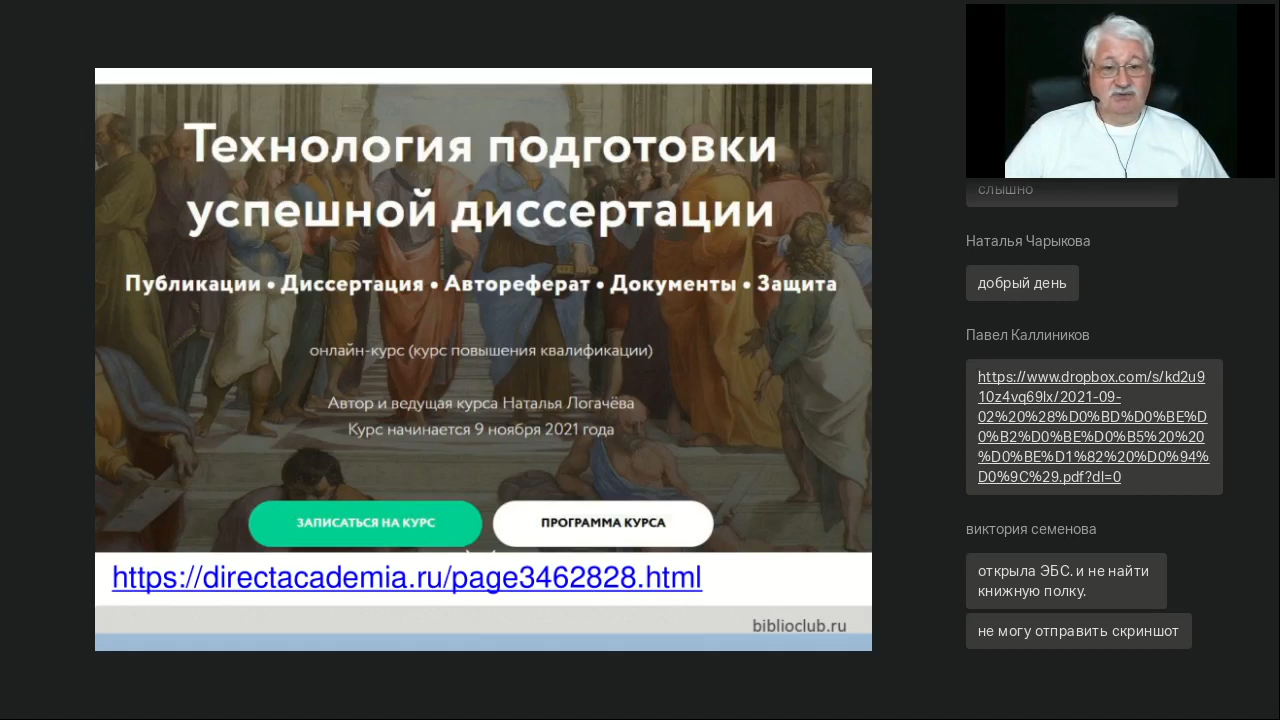 Технология подготовки
успешной диссертации
Публикации • Диссертация • Автореферат • Документы • Защита
онлайн-курс (курс повышения квалификации)
Автор и ведущая курса Наталья Логачёва
Курс начинается 9 ноября 2021 года
ЗАПИСАТЬСЯ НА КУРС
ПРОГРАММА КУРСА
https://directacademia.ru/page3462828.html
biblioclub.ru
слышно
Наталья Чарыкова
добрый день
Павел Каллиников
https://www.dropbox.com/s/kd2u9
10z4vq69lx/2021-09-
02%20%28%D0%BD%D0%BE%D
0%B2%D0%BE%D0%B5%20%20
%D0%BE%D1%82%20%D0%94%
D0%9C%29.pdf?dl=0
виктория семенова
открыла ЭБС. и не найти
книжную полку.
не могу отправить скриншот